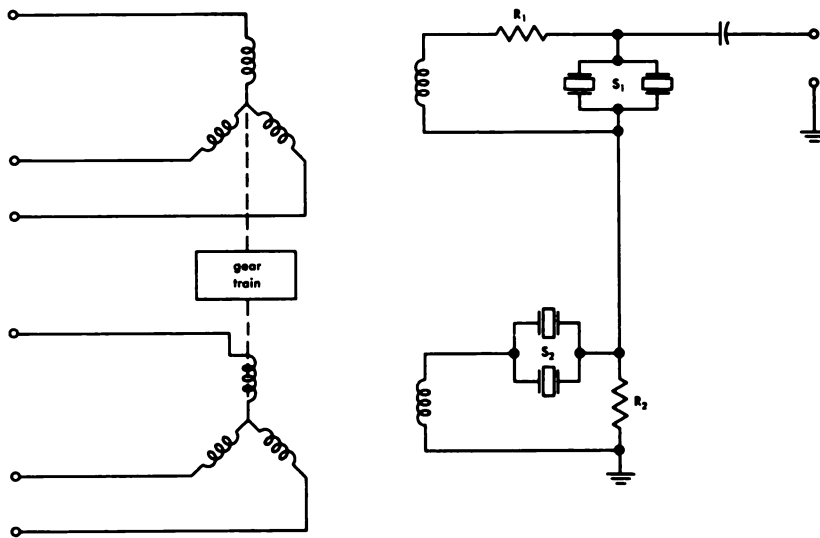 R₁
S₁
gear
train
S₂
R₂